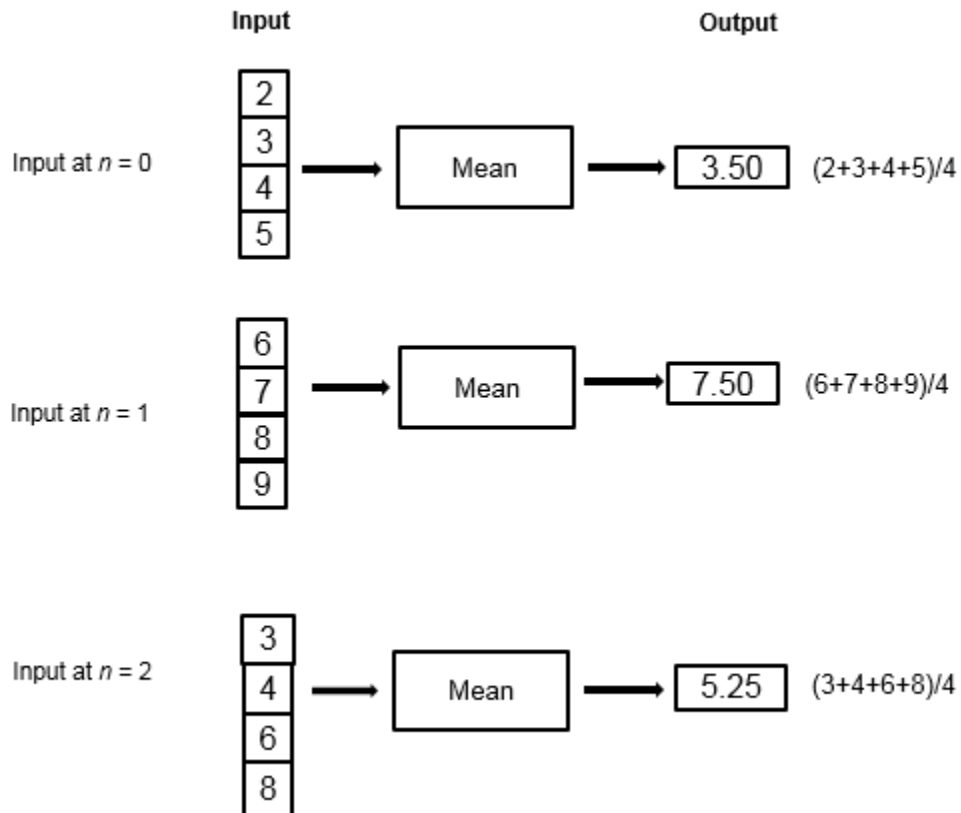 Input Output
2
3
Input at n = 0 Mean 3.50 (2+3+4+5)/4
4
5
6
7 Mean 7.50 (6+7+8+9)/4
Input at n = 1
8
9
3
Input at n = 2
4 Mean 5.25 (3+4+6+8)/4
6
8